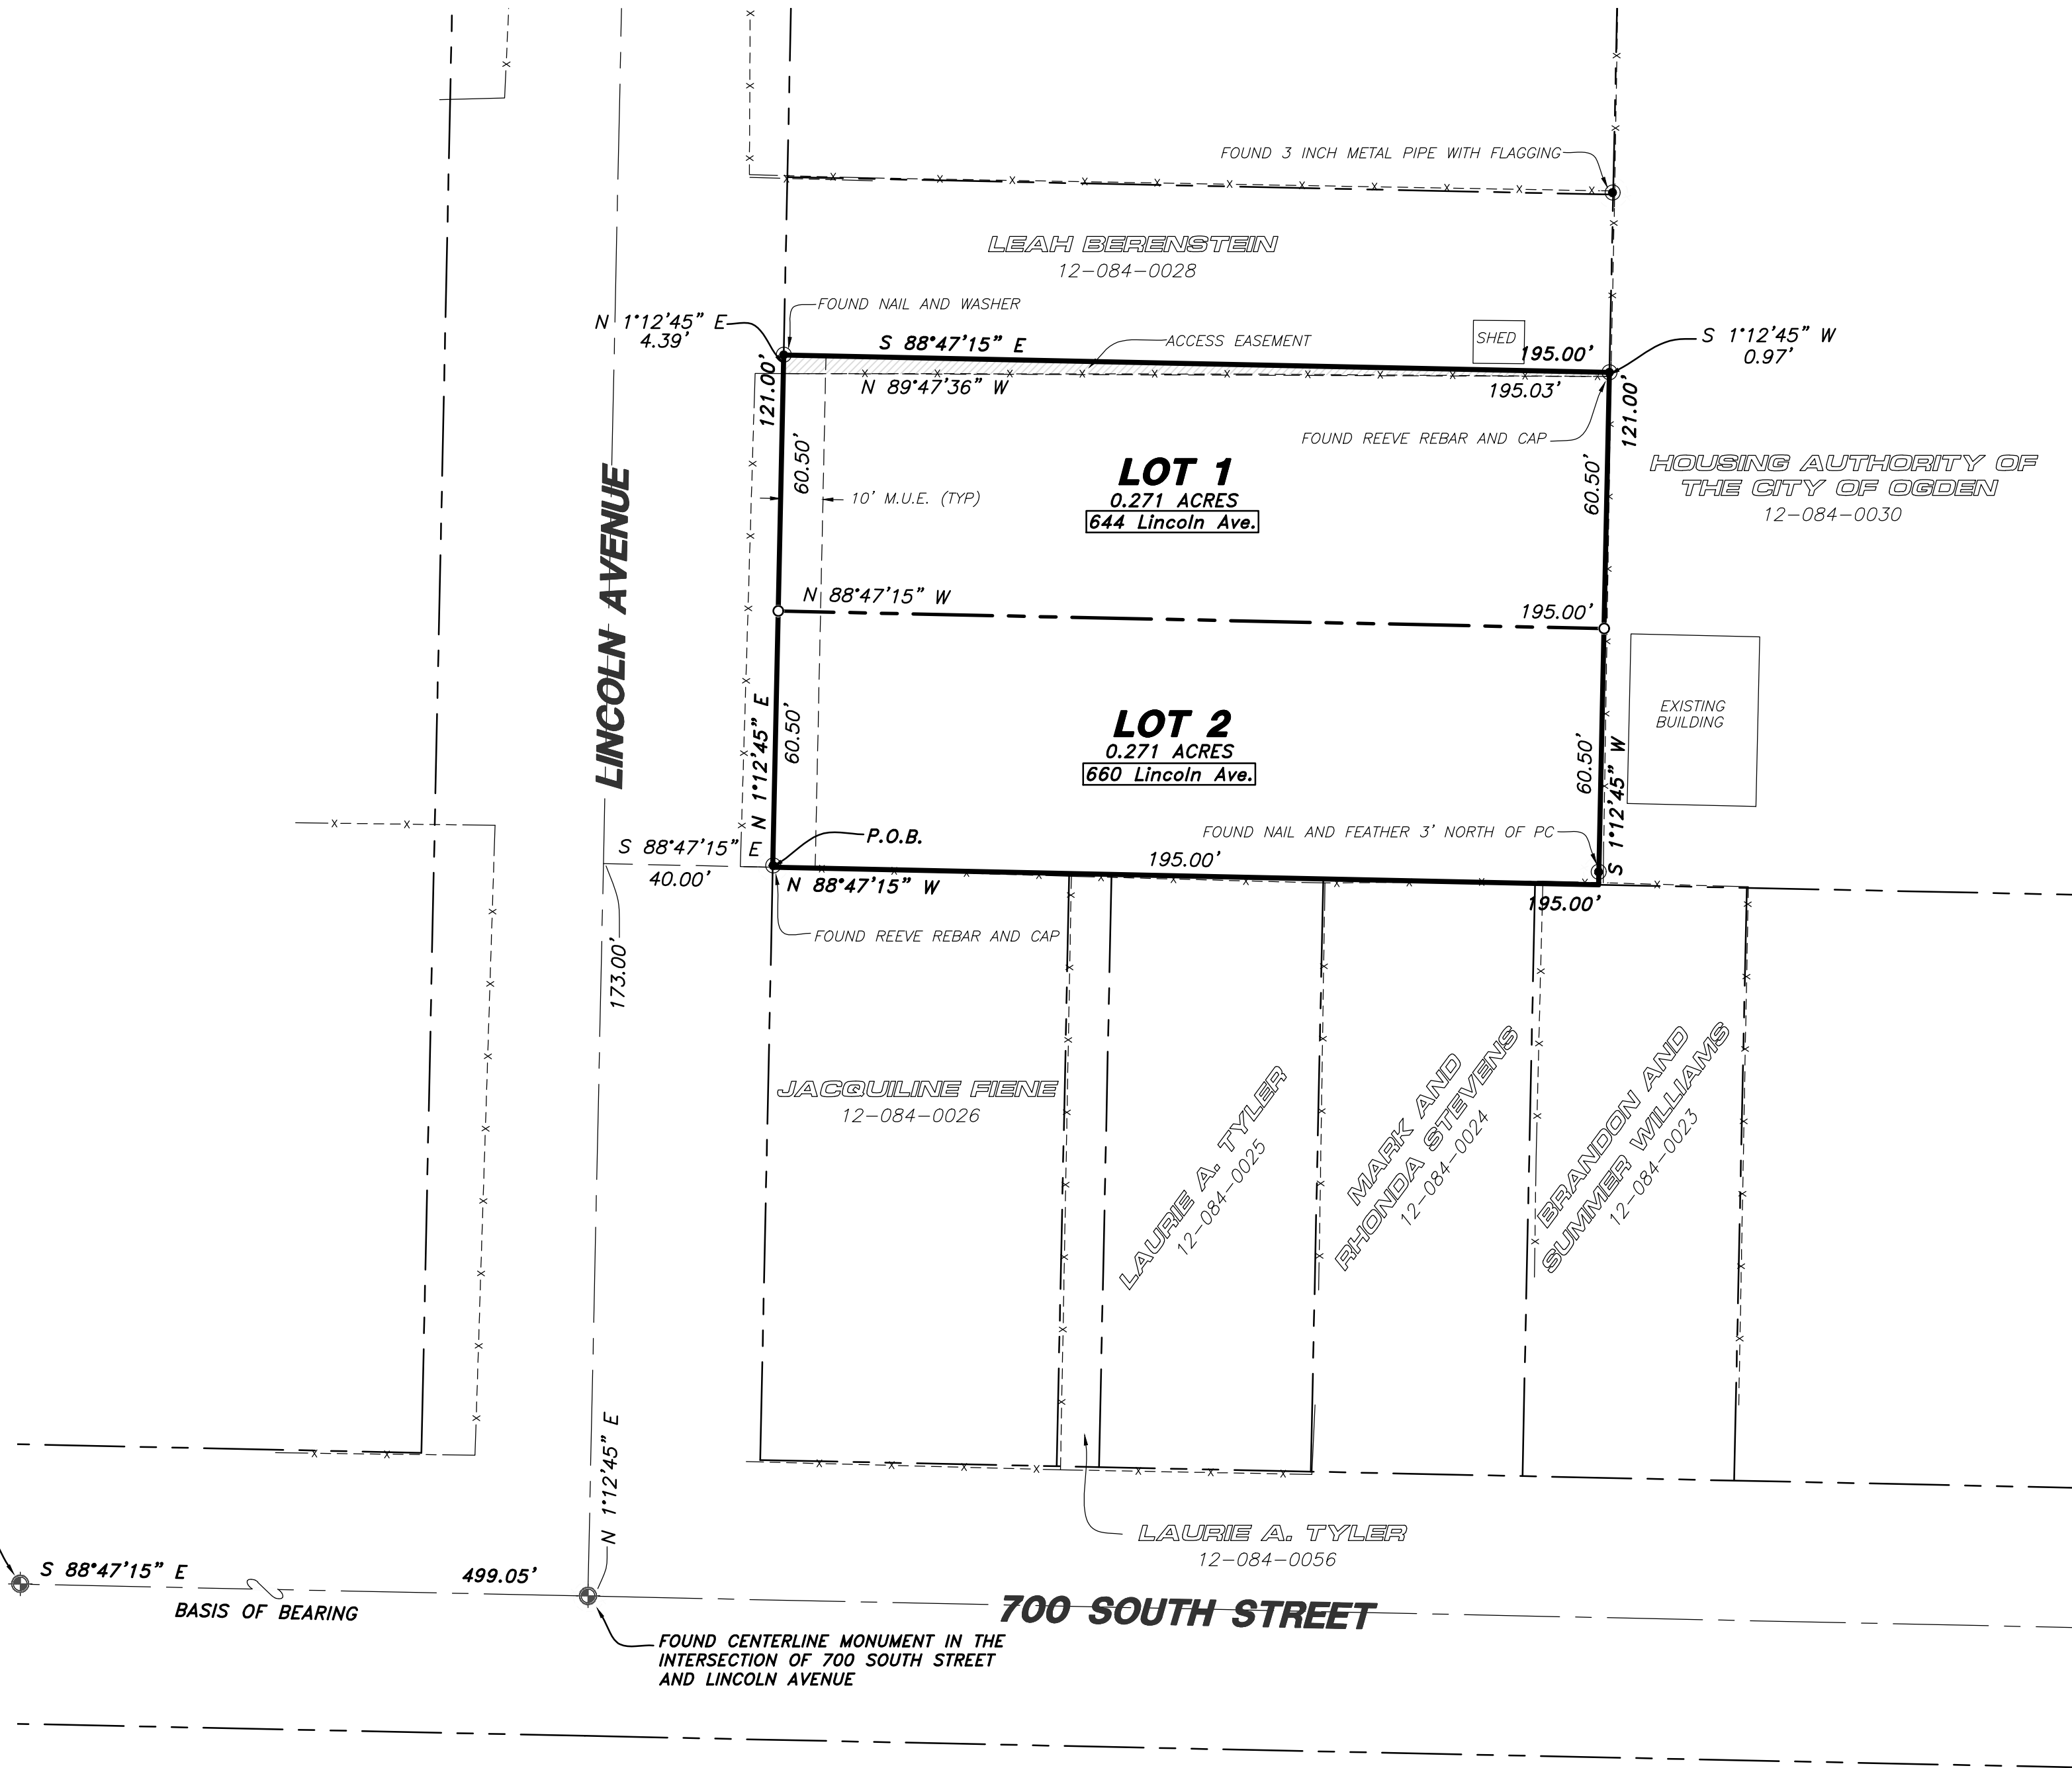 FOUND 3 INCH METAL PIPE WITH FLAGGING
LEAH BERENSTEIN
12-084-0028
FOUND NAIL AND WASHER
N 1°12'45" E
4.39'
S 88°47'15" E
ACCESS EASEMENT
SHED
195.00'
S 1°12'45" W
0.97'
N 89°47'36" W
195.03'
121.00'
121.00'
60.50'
60.50'
FOUND REEVE REBAR AND CAP
LOT 1
0.271 ACRES
644 Lincoln Ave.
10' M.U.E. (TYP)
HOUSING AUTHORITY OF
THE CITY OF OGDEN
12-084-0030
LINCOLN AVENUE
N 88°47'15" W
195.00'
LOT 2
0.271 ACRES
660 Lincoln Ave.
N 1°12'45" E
60.50'
60.50'
S 1°12'45" W
EXISTING
BUILDING
P.O.B.
FOUND NAIL AND FEATHER 3' NORTH OF PC
S 88°47'15" E
40.00'
195.00'
N 88°47'15" W
195.00'
FOUND REEVE REBAR AND CAP
173.00'
JACQUILINE FIENE
12-084-0026
LAURIE A. TYLER
12-084-0025
MARK AND
RHONDA STEVENS
12-084-0024
BRANDON AND
SUMMER WILLIAMS
12-084-0023
N 1°12'45" E
LAURIE A. TYLER
12-084-0056
S 88°47'15" E
499.05'
BASIS OF BEARING
700 SOUTH STREET
FOUND CENTERLINE MONUMENT IN THE
INTERSECTION OF 700 SOUTH STREET
AND LINCOLN AVENUE